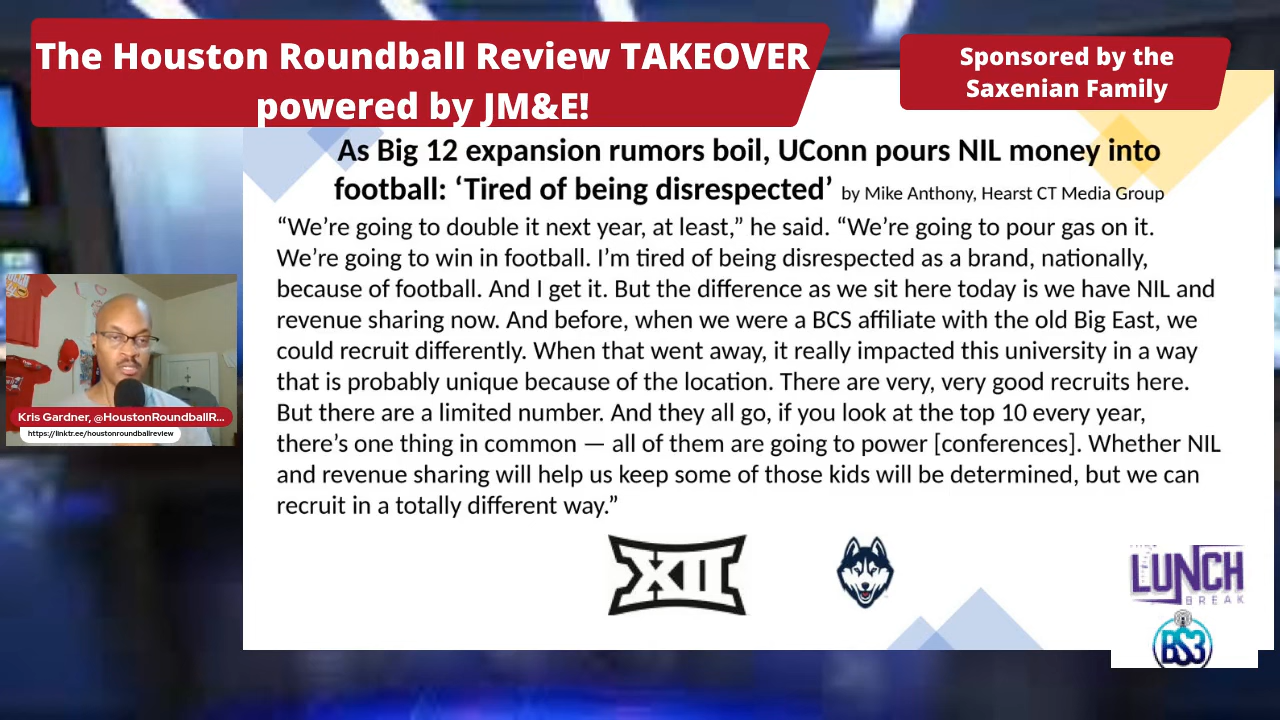 The Houston Roundball Review TAKEOVER
powered by JM&E!
Sponsored by the
Saxenian Family
As Big 12 expansion rumors boil, UConn pours NIL money into
football: ‘Tired of being disrespected’ by Mike Anthony, Hearst CT Media Group
“We’re going to double it next year, at least,” he said. “We’re going to pour gas on it.
We’re going to win in football. I’m tired of being disrespected as a brand, nationally,
because of football. And I get it. But the difference as we sit here today is we have NIL and
revenue sharing now. And before, when we were a BCS affiliate with the old Big East, we
could recruit differently. When that went away, it really impacted this university in a way
that is probably unique because of the location. There are very, very good recruits here.
But there are a limited number. And they all go, if you look at the top 10 every year,
there’s one thing in common — all of them are going to power [conferences]. Whether NIL
and revenue sharing will help us keep some of those kids will be determined, but we can
recruit in a totally different way.”
Kris Gardner, @HoustonRoundballR...
https://linktr.ee/houstonroundballreview
XII
LUNCH
BREAK
BS3